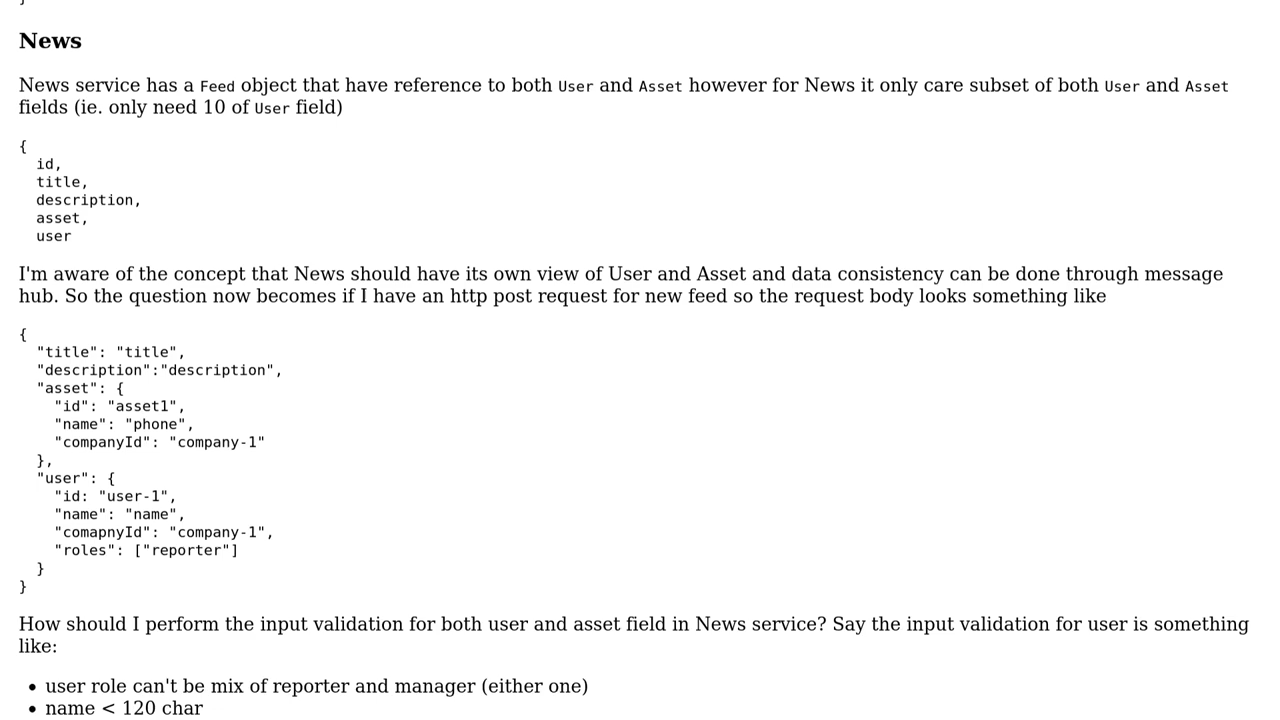 }
News
News service has a Feed object that have reference to both User and Asset however for News it only care subset of both User and Asset
fields (ie. only need 10 of User field)
{
  id,
  title,
  description,
  asset,
  user
I'm aware of the concept that News should have its own view of User and Asset and data consistency can be done through message
hub. So the question now becomes if I have an http post request for new feed so the request body looks something like
{
  "title": "title",
  "description":"description",
  "asset": {
    "id": "asset1",
    "name": "phone",
    "companyId": "company-1"
  },
  "user": {
    "id: "user-1",
    "name": "name",
    "comapnyId": "company-1",
    "roles": ["reporter"]
  }
}
How should I perform the input validation for both user and asset field in News service? Say the input validation for user is something
like:
• user role can't be mix of reporter and manager (either one)
• name < 120 char